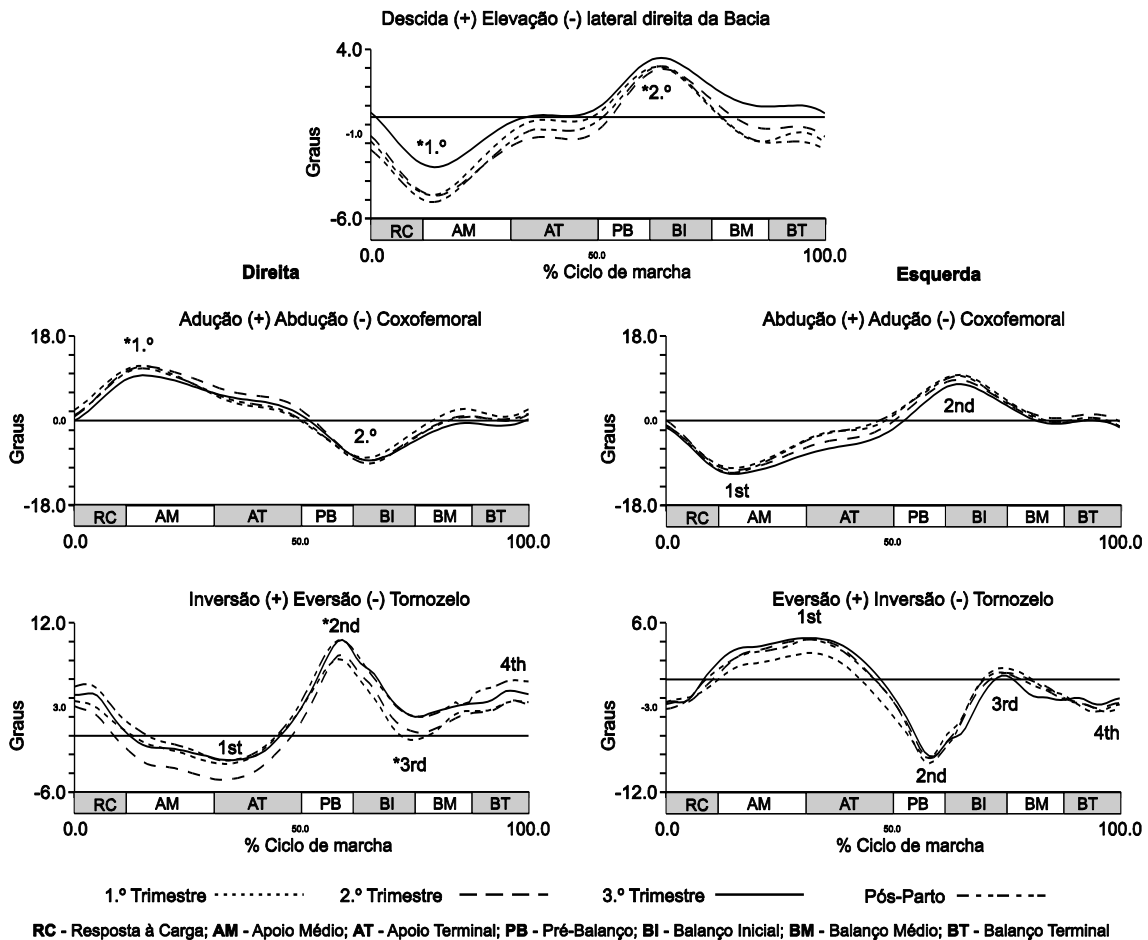 Descida (+) Elevação (-) lateral direita da Bacia
4.0
*2.º
-1.0
*1.º
Graus
-6.0
RC AM AT PB BI BM BT
0.0 50.0 100.0
% Ciclo de marcha
Direita Esquerda
Adução (+) Abdução (-) Coxofemoral
18.0
*1.º
0.0
2.º
Graus
-18.0
RC AM AT PB BI BM BT
0.0 50.0 100.0
Abdução (+) Adução (-) Coxofemoral
18.0
2nd
0.0
Graus
1st
-18.0
RC AM AT PB BI BM BT
0.0 50.0 100.0
Inversão (+) Eversão (-) Tornozelo
12.0
*2nd
4th
3.0
Graus
1st
*3rd
-6.0
RC AM AT PB BI BM BT
0.0 50.0 100.0
% Ciclo de marcha
Eversão (+) Inversão (-) Tornozelo
1st
6.0
-3.0
3rd
Graus
4th
2nd
-12.0
RC AM AT PB BI BM BT
0.0 50.0 100.0
% Ciclo de marcha
1.º Trimestre 2.º Trimestre 3.º Trimestre Pós-Parto
RC - Resposta à Carga; AM - Apoio Médio; AT - Apoio Terminal; PB - Pré-Balanço; BI - Balanço Inicial; BM - Balanço Médio; BT - Balanço Terminal